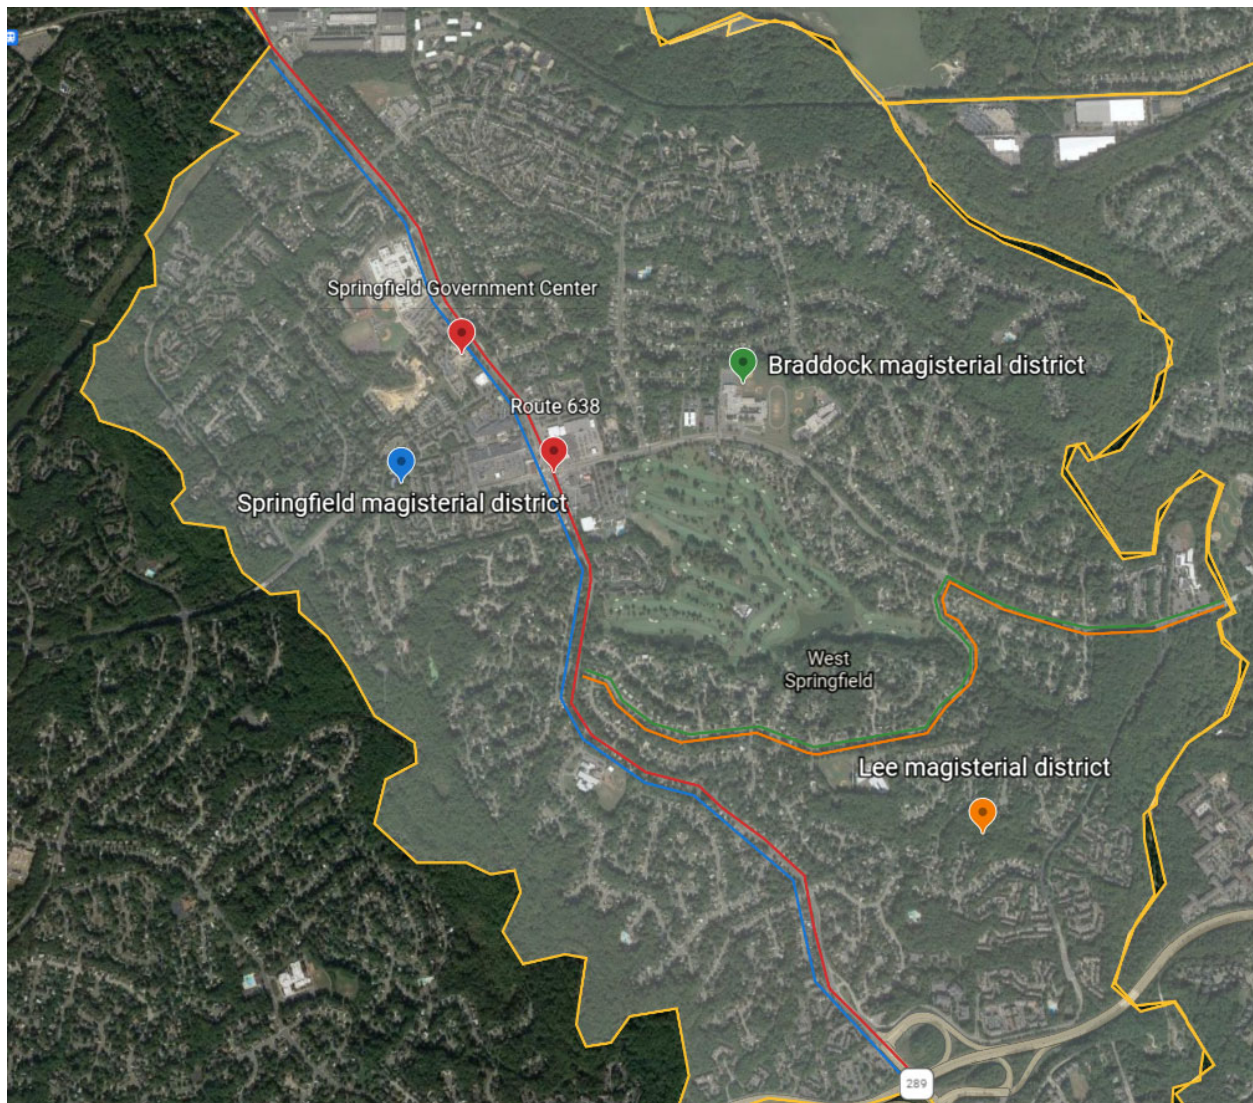 Springfield Government Center
Braddock magisterial district
Route 638
Springfield magisterial district
West
Springfield
Lee magisterial district
289